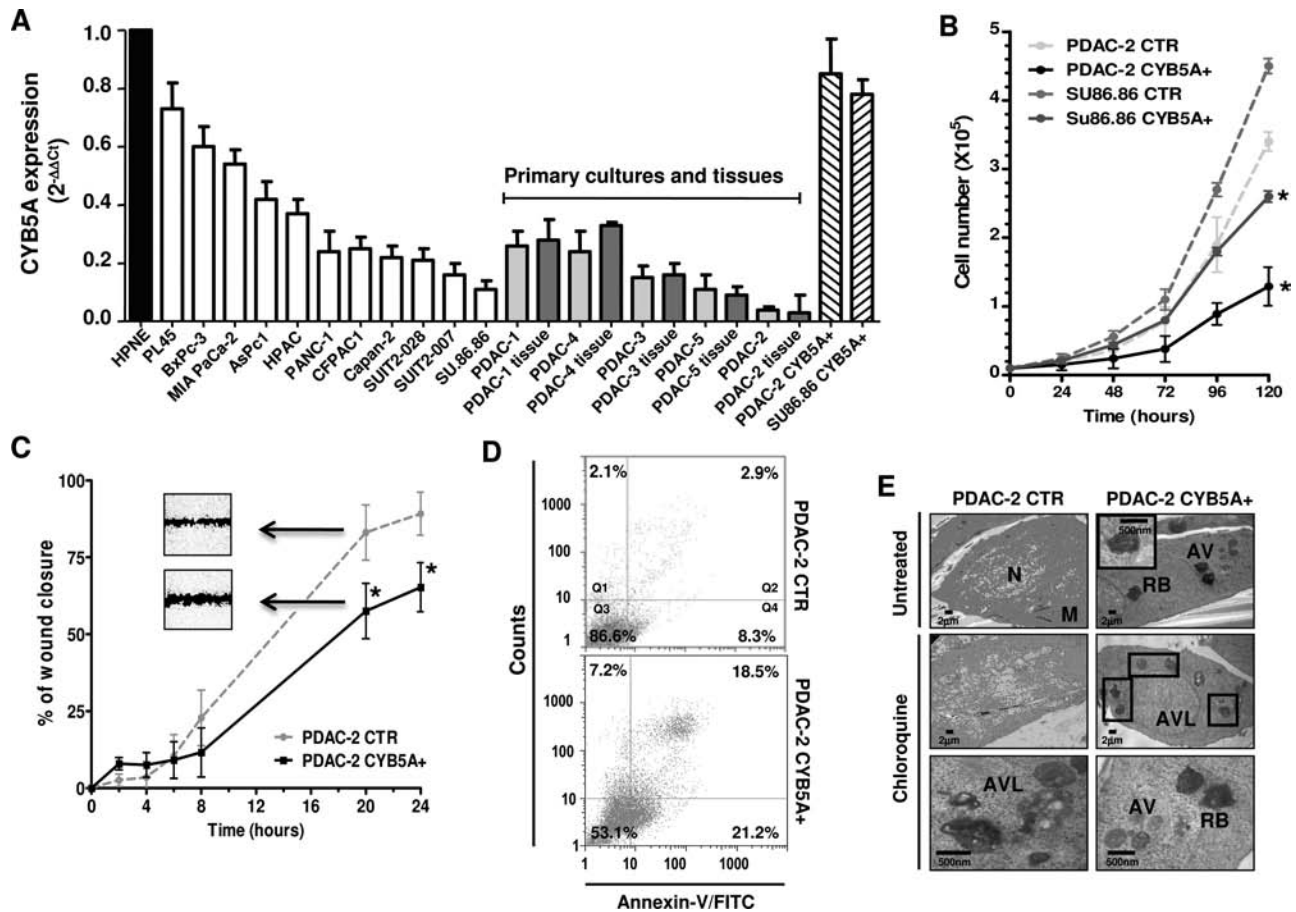 A
CYB5A expression
(2-ΔΔCt)
1.0
0.8
0.6
0.4
0.2
0.0
Primary cultures and tissues
HPNE
PL45
BxPc-3
MIA PaCa-2
AsPc1
HPAC
PANC-1
CFPAC1
Capan-2
SUIT2-028
SUIT2-007
SU.86.86
PDAC-1
PDAC-1 tissue
PDAC-4
PDAC-4 tissue
PDAC-3
PDAC-3 tissue
PDAC-5
PDAC-5 tissue
PDAC-2
PDAC-2 tissue
PDAC-2 CYB5A+
SU86.86 CYB5A+
B
PDAC-2 CTR
PDAC-2 CYB5A+
SU86.86 CTR
Su86.86 CYB5A+
Cell number (X10⁵)
5
4
3
2
1
0
*
*
0 24 48 72 96 120
Time (hours)
C
% of wound closure
100
75
50
25
0
*
*
PDAC-2 CTR
PDAC-2 CYB5A+
0 4 8 12 16 20 24
Time (hours)
D
Counts
2.1% 2.9%
1000
100
10
1
Q1 Q2
Q3 Q4
86.6% 8.3%
PDAC-2 CTR
7.2% 18.5%
1000
100
10
1
53.1% 21.2%
PDAC-2 CYB5A+
1 10 100 1000
Annexin-V/FITC
E
PDAC-2 CTR PDAC-2 CYB5A+
Untreated
N
M
2µm
500nm
AV
RB
2µm
Chloroquine
2µm
AVL
2µm
AVL
500nm
AV
RB
500nm